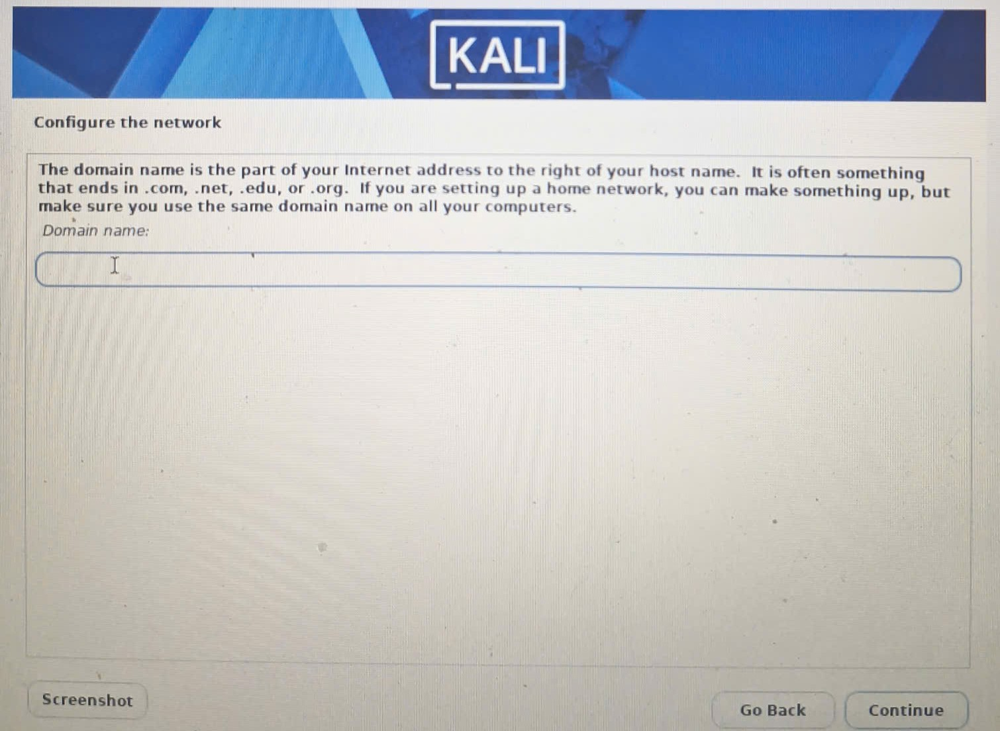 KALI
Configure the network
The domain name is the part of your Internet address to the right of your host name.  It is often something
that ends in .com, .net, .edu, or .org.  If you are setting up a home network, you can make something up, but
make sure you use the same domain name on all your computers.
Domain name:
Screenshot
Go Back
Continue